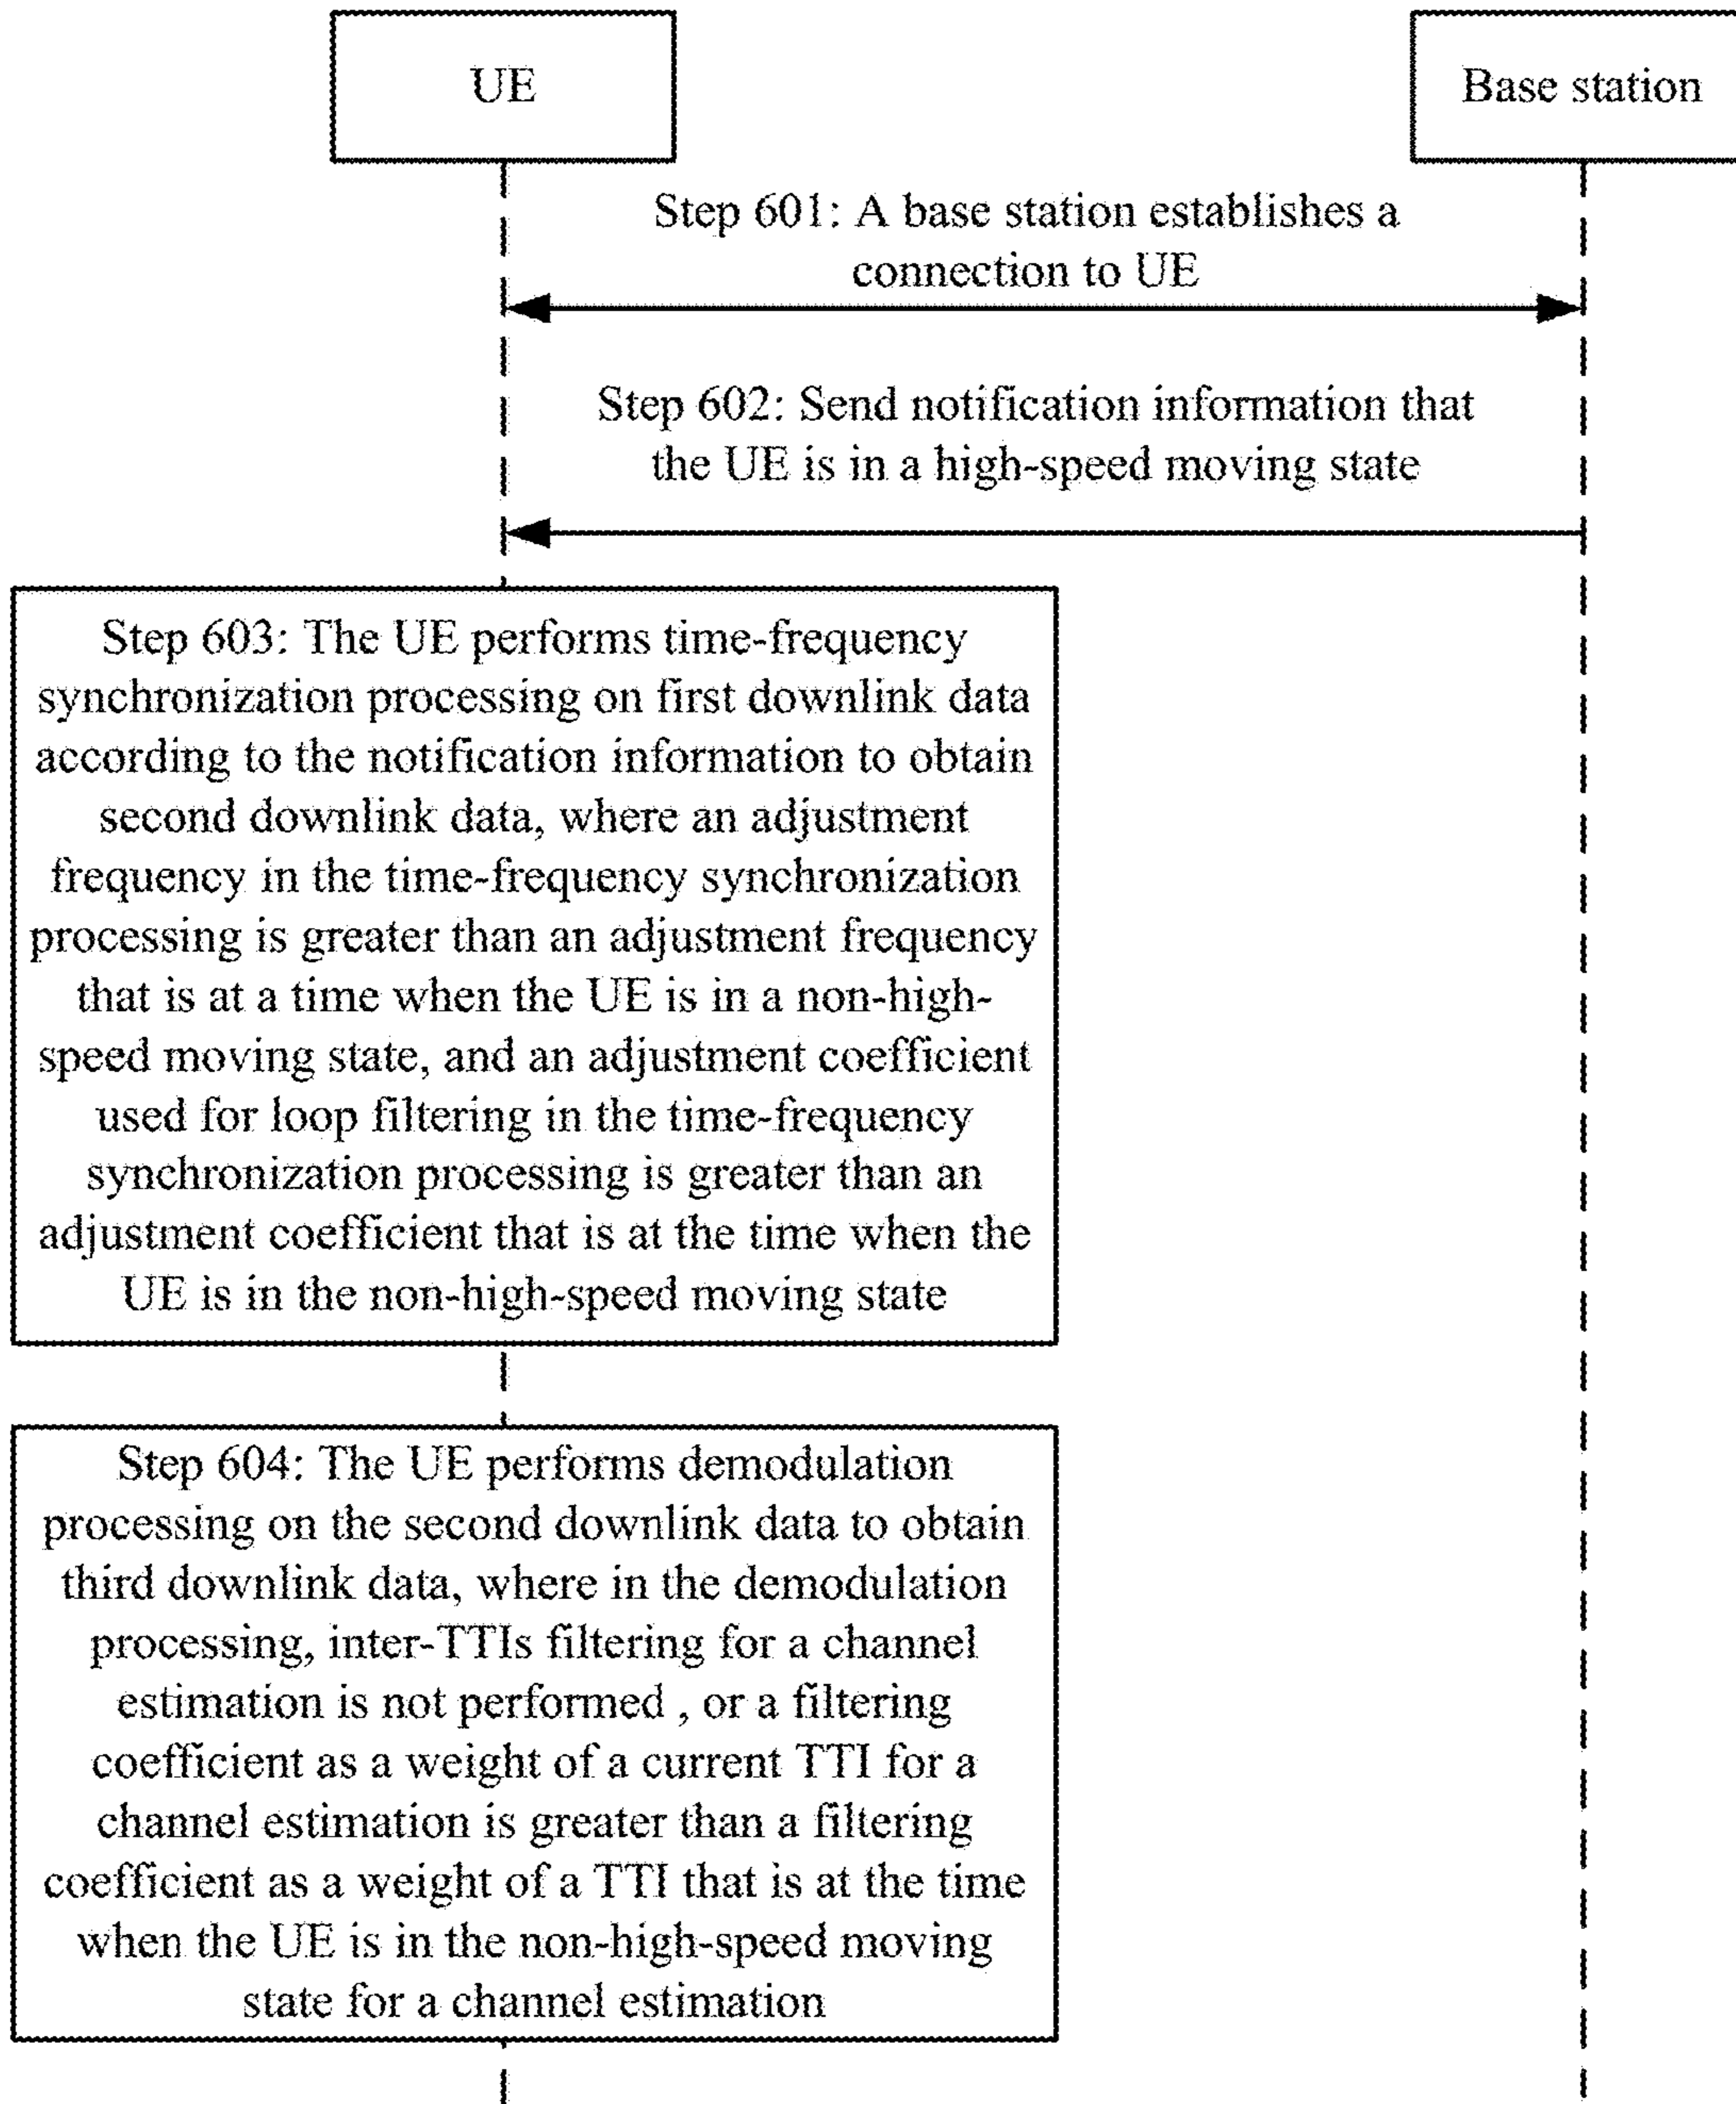 UE
Base station
Step 601: A base station establishes a
connection to UE
Step 602: Send notification information that
the UE is in a high-speed moving state
Step 603: The UE performs time-frequency
synchronization processing on first downlink data
according to the notification information to obtain
second downlink data, where an adjustment
frequency in the time-frequency synchronization
processing is greater than an adjustment frequency
that is at a time when the UE is in a non-high-
speed moving state, and an adjustment coefficient
used for loop filtering in the time-frequency
synchronization processing is greater than an
adjustment coefficient that is at the time when the
UE is in the non-high-speed moving state
Step 604: The UE performs demodulation
processing on the second downlink data to obtain
third downlink data, where in the demodulation
processing, inter-TTIs filtering for a channel
estimation is not performed , or a filtering
coefficient as a weight of a current TTI for a
channel estimation is greater than a filtering
coefficient as a weight of a TTI that is at the time
when the UE is in the non-high-speed moving
state for a channel estimation